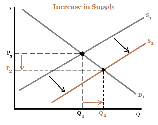 Increase in Supply
P
S₁
S₂
P₁
P₂
D₁
Q₁
Q₂
Q